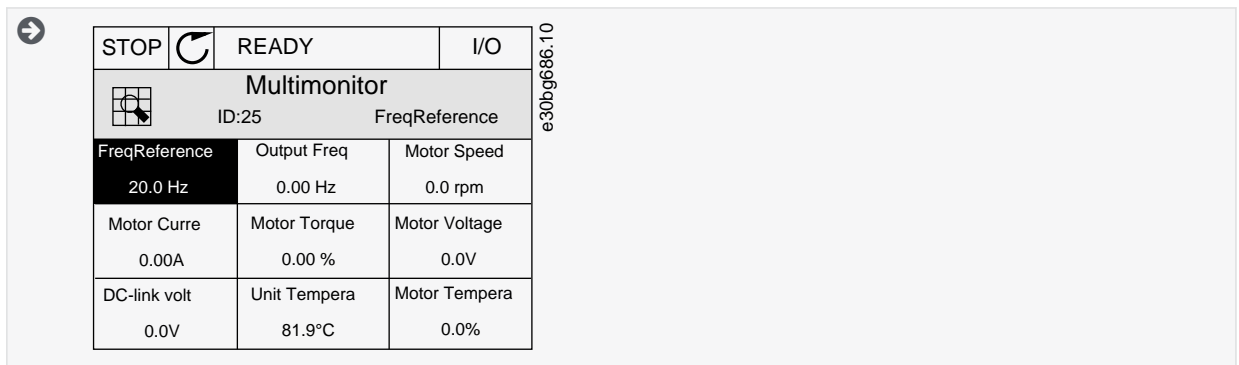 STOP READY I/O
Multimonitor
ID:25 FreqReference
FreqReference Output Freq Motor Speed
20.0 Hz 0.00 Hz 0.0 rpm
Motor Curre Motor Torque Motor Voltage
0.00A 0.00 % 0.0V
DC-link volt Unit Tempera Motor Tempera
0.0V 81.9°C 0.0%
e30bg686.10